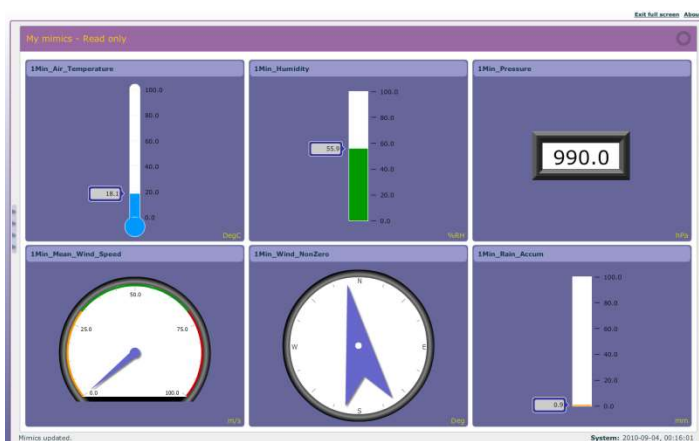 Exit full screen Abou
My mimics - Read only
1Min_Air_Temperature
100.0
80.0
60.0
40.0
20.0
0.0
18.1
DegC
1Min_Humidity
100.0
80.0
60.0
40.0
20.0
0.0
55.9
%RH
1Min_Pressure
990.0
hPa
1Min_Mean_Wind_Speed
50.0
25.0
75.0
0.0
100.0
m/s
1Min_Wind_NonZero
N
W
E
S
Deg
1Min_Rain_Accum
100.0
80.0
60.0
40.0
20.0
0.0
0.9
mm
Mimics updated.
System: 2010-09-04, 00:16:01